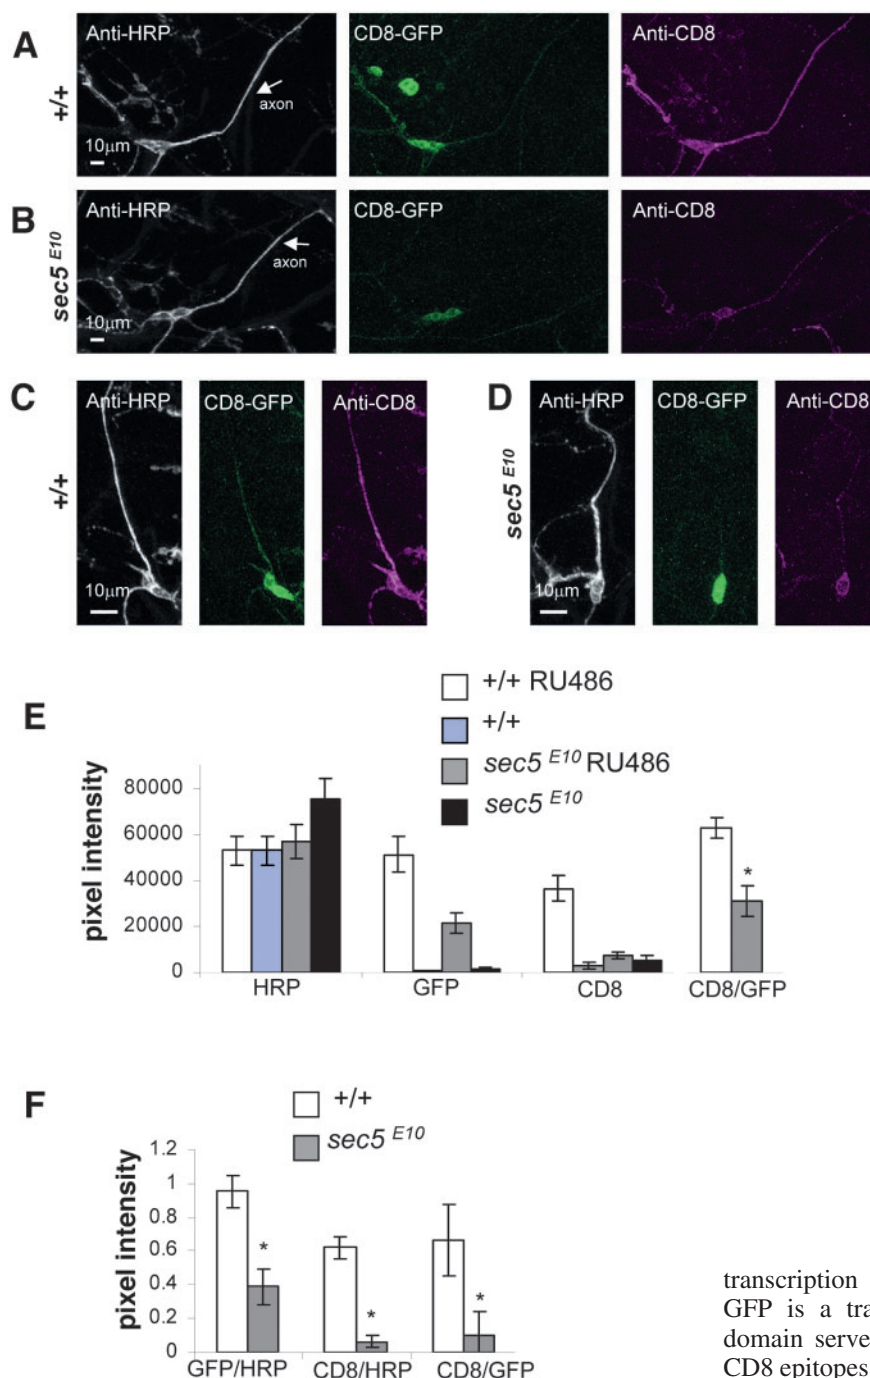 A
+/+
Anti-HRP
axon
10μm
CD8-GFP
Anti-CD8
B
sec5 E10
Anti-HRP
axon
10μm
CD8-GFP
Anti-CD8
C
+/+
Anti-HRP
10μm
CD8-GFP
Anti-CD8
D
sec5 E10
Anti-HRP
10μm
CD8-GFP
Anti-CD8
E
+/+ RU486
+/+
sec5 E10 RU486
sec5 E10
pixel intensity
80000
60000
40000
20000
0
*
HRP
GFP
CD8
CD8/GFP
F
+/+
sec5 E10
pixel intensity
1.2
1
0.8
0.6
0.4
0.2
0
*
*
*
GFP/HRP
CD8/HRP
CD8/GFP
transcription
GFP is a tra
domain serve
CD8 epitopes